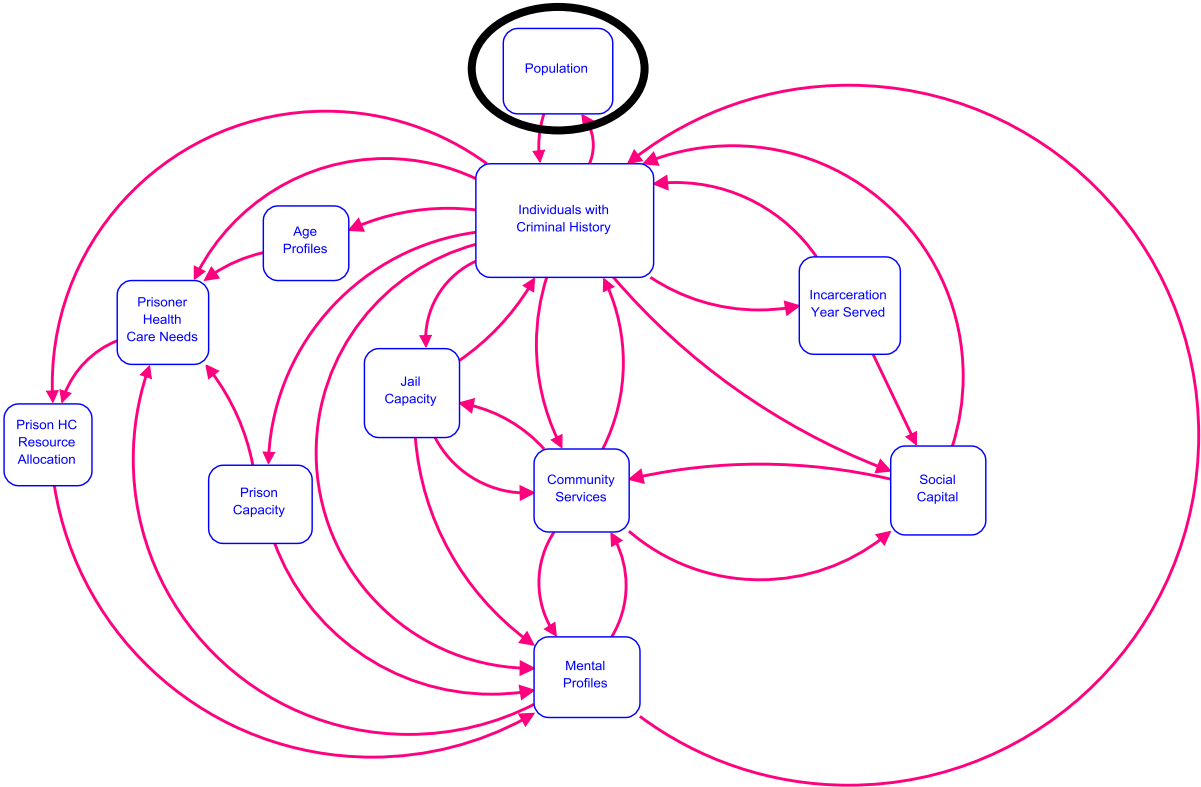 Population
Individuals with
Criminal History
Age
Profiles
Incarceration
Year Served
Prisoner
Health
Care Needs
Jail
Capacity
Prison HC
Resource
Allocation
Prison
Capacity
Community
Services
Social
Capital
Mental
Profiles